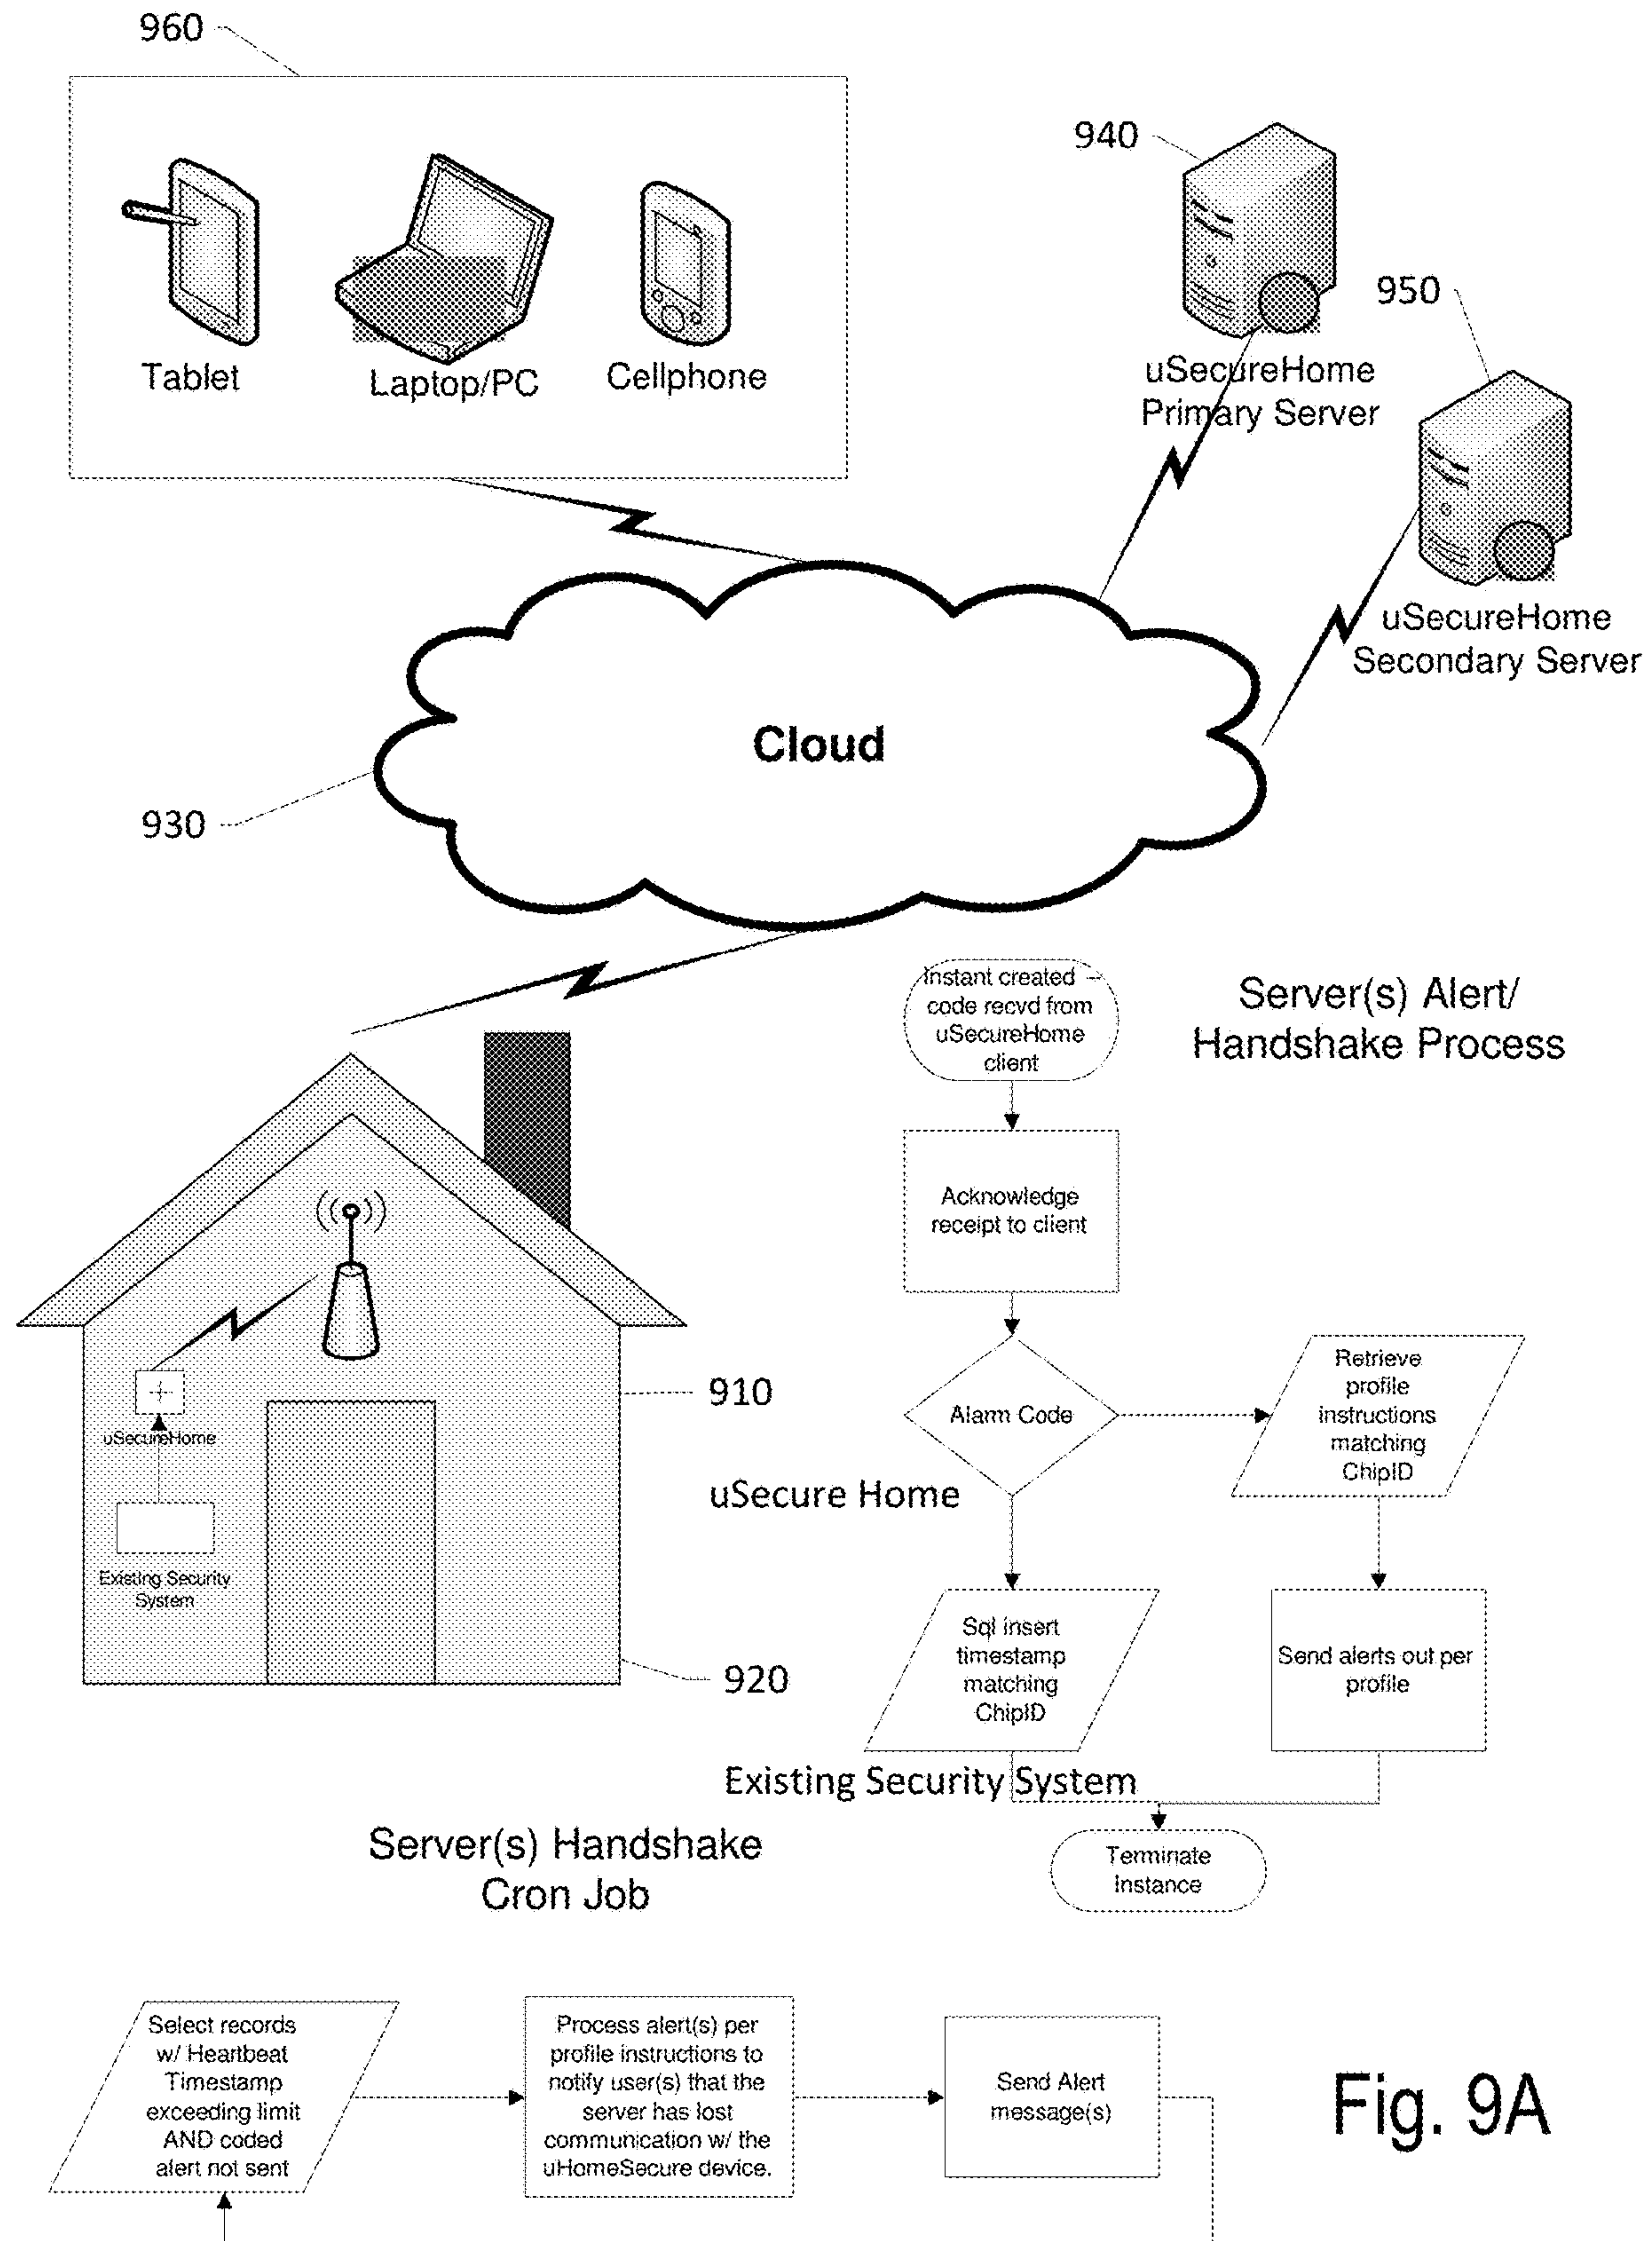 960
Tablet
Laptop/PC
Cellphone
940
uSecureHome
Primary Server
950
uSecureHome
Secondary Server
Cloud
930
Instant created –
code recvd from
uSecureHome
client
Server(s) Alert/
Handshake Process
Acknowledge
receipt to client
Alarm Code
Retrieve
profile
instructions
matching
ChipID
910
uSecure Home
uSecureHome
Existing Security
System
Sql insert
timestamp
matching
ChipID
Send alerts out per
profile
920
Existing Security System
Terminate
Instance
Server(s) Handshake
Cron Job
Select records
w/ Heartbeat
Timestamp
exceeding limit
AND coded
alert not sent
Process alert(s) per
profile instructions to
notify user(s) that the
server has lost
communication w/ the
uHomeSecure device.
Send Alert
message(s)
Fig. 9A